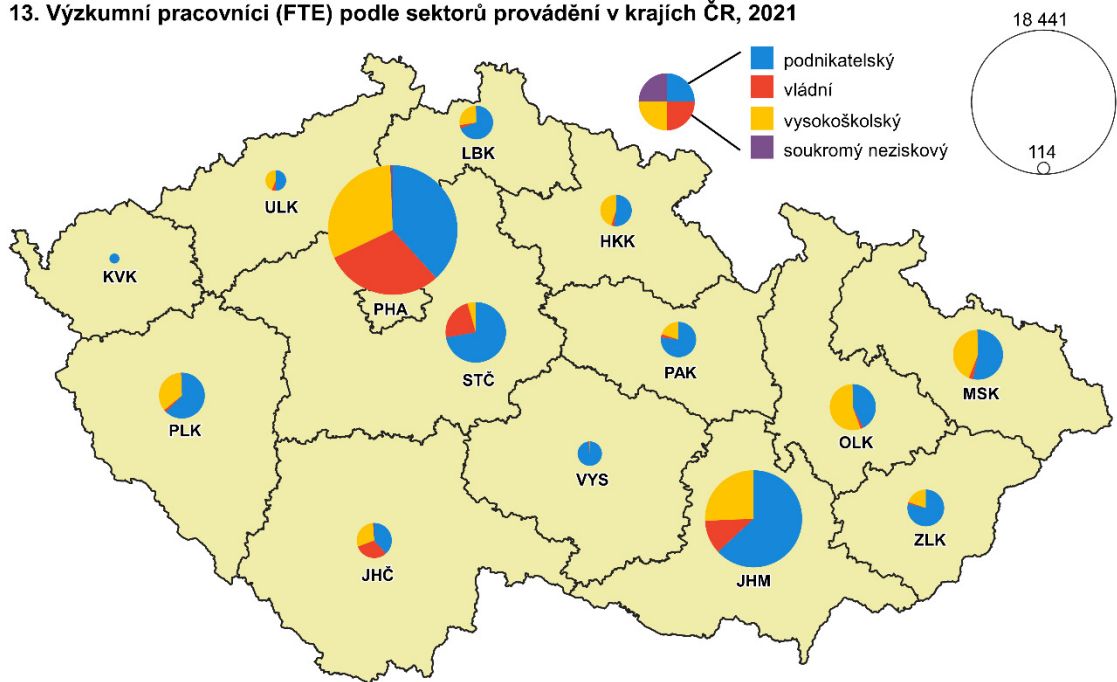 13. Výzkumní pracovníci (FTE) podle sektorů provádění v krajích ČR, 2021
18 441
podnikatelský
vládní
vysokoškolský
soukromý neziskový
114
LBK
ULK
HKK
KVK
PHA
STČ
PAK
MSK
PLK
OLK
VYS
ZLK
JHČ
JHM